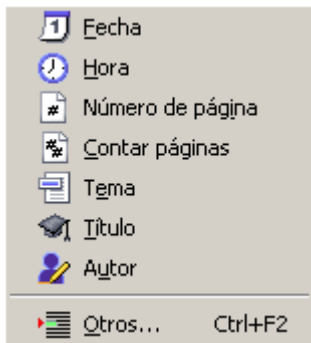 Fecha
Hora
Número de página
Contar páginas
Tema
Título
Autor
Otros... Ctrl+F2